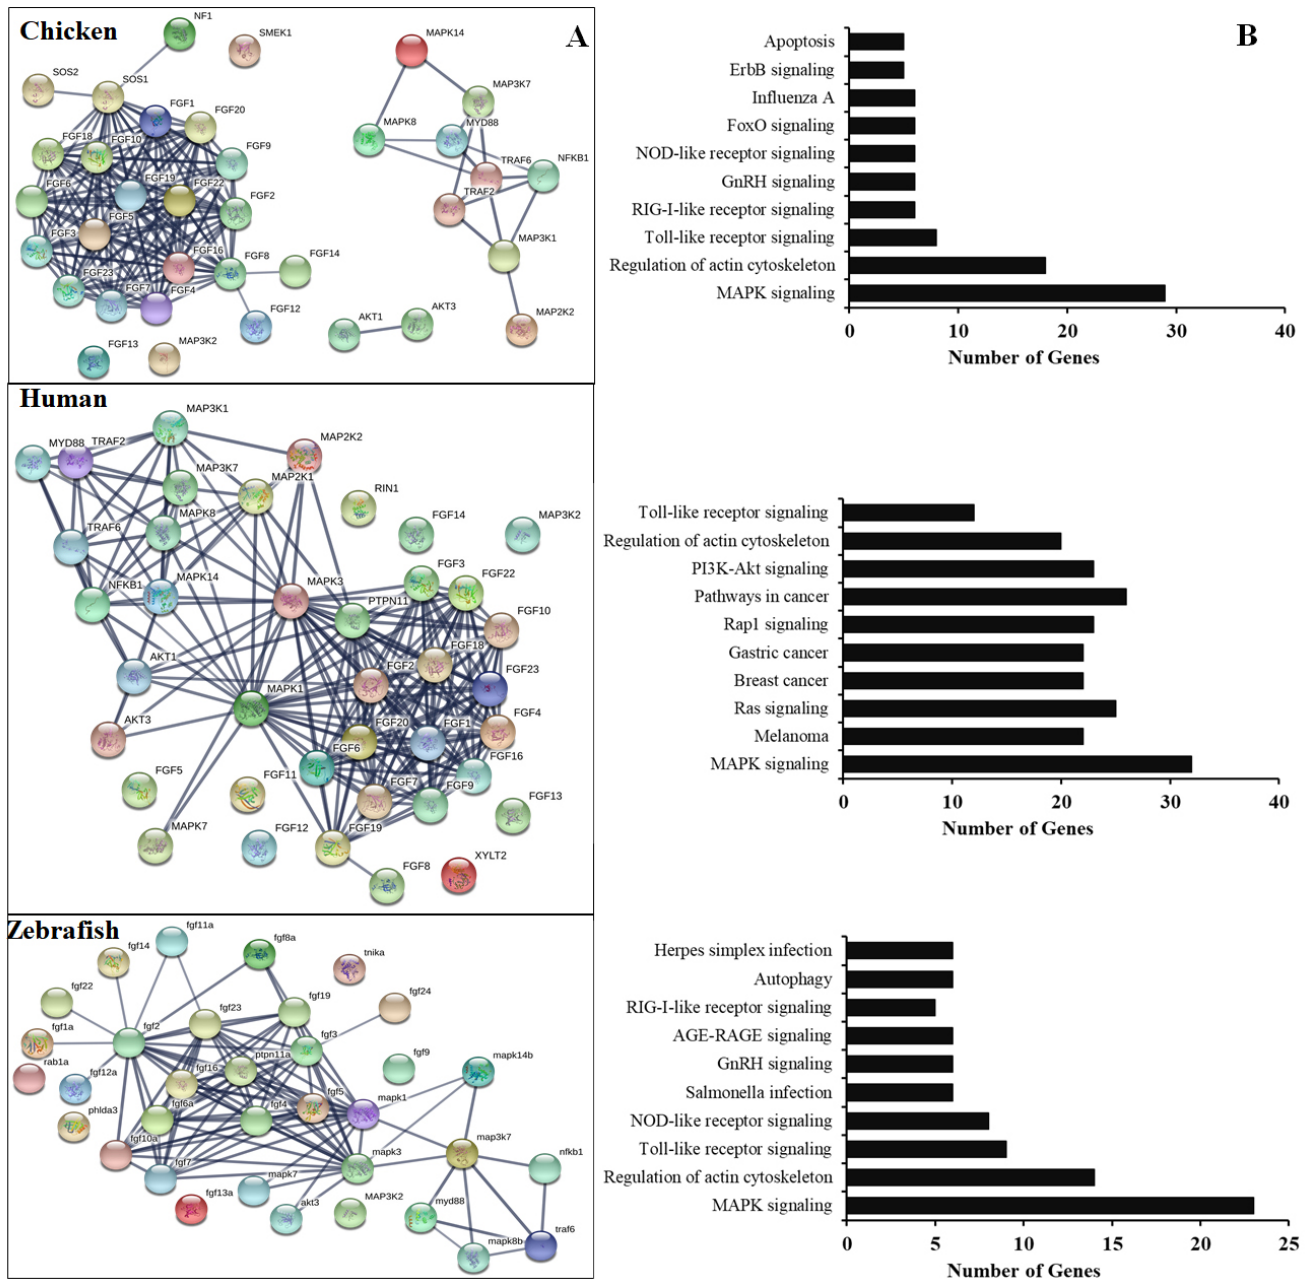 Chicken
A
NF1
SMEK1
SOS2
SOS1
FGF1
FGF20
FGF18
FGF10
FGF9
FGF6
FGF19
FGF22
FGF2
FGF5
FGF3
FGF16
FGF8
FGF14
FGF23
FGF7
FGF4
FGF12
FGF13
MAP3K2
MAPK14
MAP3K7
MAPK8
MYD88
TRAF6
NFKB1
TRAF2
MAP3K1
MAP2K2
AKT1
AKT3
B
Apoptosis
ErbB signaling
Influenza A
FoxO signaling
NOD-like receptor signaling
GnRH signaling
RIG-I-like receptor signaling
Toll-like receptor signaling
Regulation of actin cytoskeleton
MAPK signaling
0 10 20 30 40
Number of Genes
Human
MAP3K1
MYD88
TRAF2
MAP2K2
MAP3K7
MAP2K1
RIN1
MAPK8
FGF14
MAP3K2
TRAF6
NFKB1
MAPK14
MAPK3
FGF3
FGF22
PTPN11
FGF10
AKT1
FGF2
FGF18
FGF23
MAPK1
AKT3
FGF20
FGF1
FGF4
FGF6
FGF16
FGF5
FGF11
FGF7
FGF9
FGF13
MAPK7
FGF12
FGF19
FGF8
XYLT2
Toll-like receptor signaling
Regulation of actin cytoskeleton
PI3K-Akt signaling
Pathways in cancer
Rap1 signaling
Gastric cancer
Breast cancer
Ras signaling
Melanoma
MAPK signaling
0 10 20 30 40
Number of Genes
Zebrafish
fgf11a
fgf14
fgf8a
tnika
fgf22
fgf19
fgf24
fgf23
fgf1a
fgf2
fgf3
rab1a
ptpn11a
fgf9
mapk14b
fgf16
fgf12a
fgf5
mapk1
phlda3
fgf6a
fgf4
fgf10a
map3k7
fgf7
mapk3
nfkb1
mapk7
fgf13a
akt3
MAP3K2
myd88
mapk8b
traf6
Herpes simplex infection
Autophagy
RIG-I-like receptor signaling
AGE-RAGE signaling
GnRH signaling
Salmonella infection
NOD-like receptor signaling
Toll-like receptor signaling
Regulation of actin cytoskeleton
MAPK signaling
0 5 10 15 20 25
Number of Genes